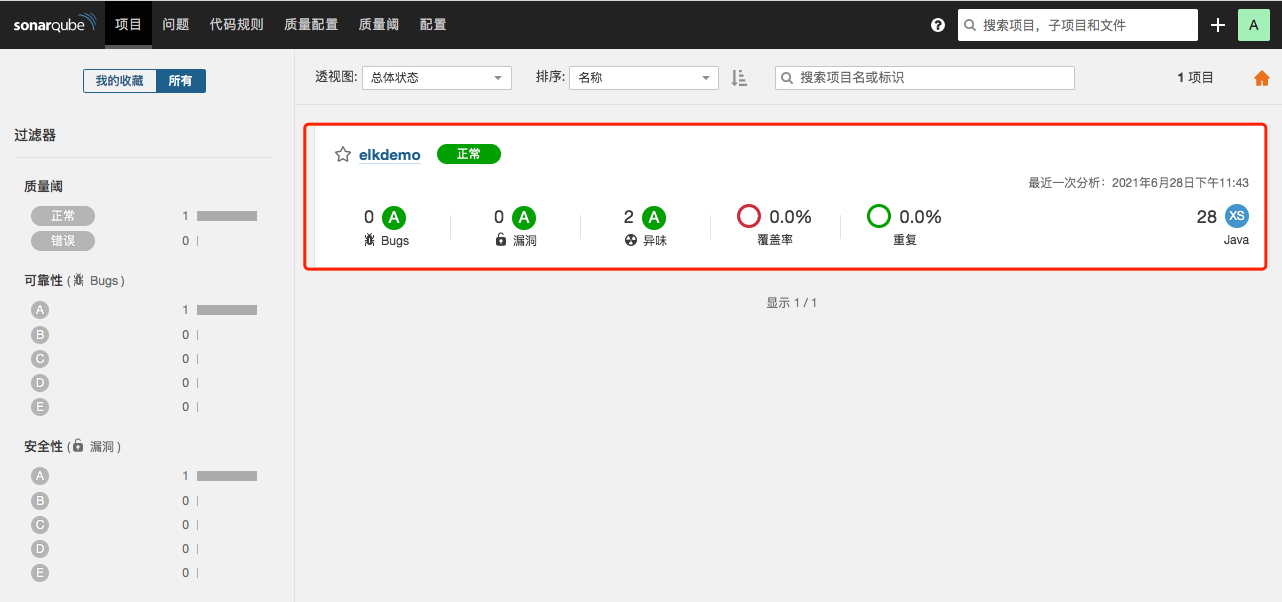 sonarqube 项目 问题 代码规则 质量配置 质量阈 配置 搜索项目，子项目和文件 A
我的收藏 所有
透视图: 总体状态 排序: 名称 搜索项目名或标识 1 项目
过滤器
质量阈
正常 1
错误 0
可靠性 ( Bugs )
A 1
B 0
C 0
D 0
E 0
安全性 ( 漏洞 )
A 1
B 0
C 0
D 0
E 0
elkdemo 正常
最近一次分析: 2021年6月28日下午11:43
0 A 0 A 2 A 0.0% 0.0% 28 XS
Bugs 漏洞 异味 覆盖率 重复 Java
显示 1 / 1